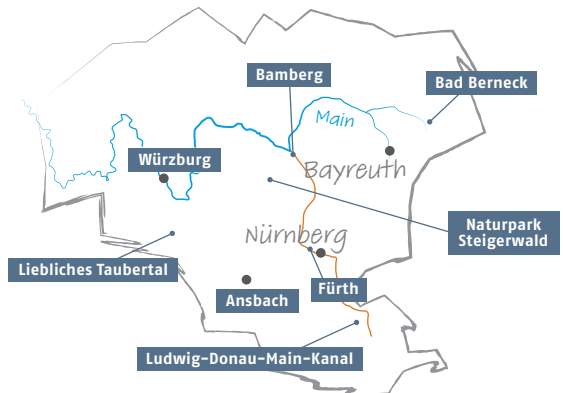 Bamberg
Bad Berneck
Main
Würzburg
Bayreuth
Naturpark
Steigerwald
Nürnberg
Liebliches Taubertal
Fürth
Ansbach
Ludwig-Donau-Main-Kanal